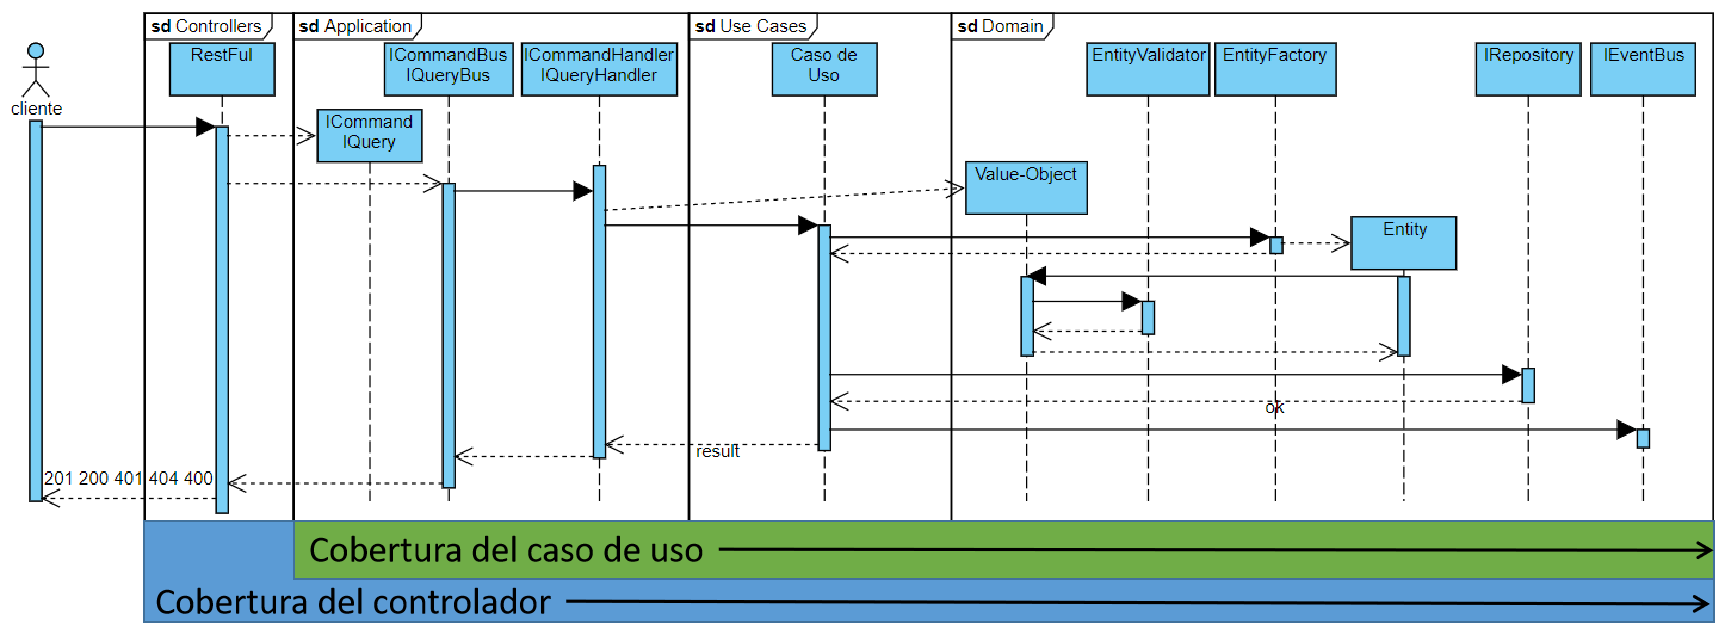 sd Controllers
sd Application
sd Use Cases
sd Domain
RestFul
ICommandBus
IQueryBus
ICommandHandler
IQueryHandler
Caso de
Uso
EntityValidator
EntityFactory
IRepository
IEventBus
cliente
ICommand
IQuery
Value-Object
Entity
ok
result
201 200 401 404 400
Cobertura del caso de uso
Cobertura del controlador